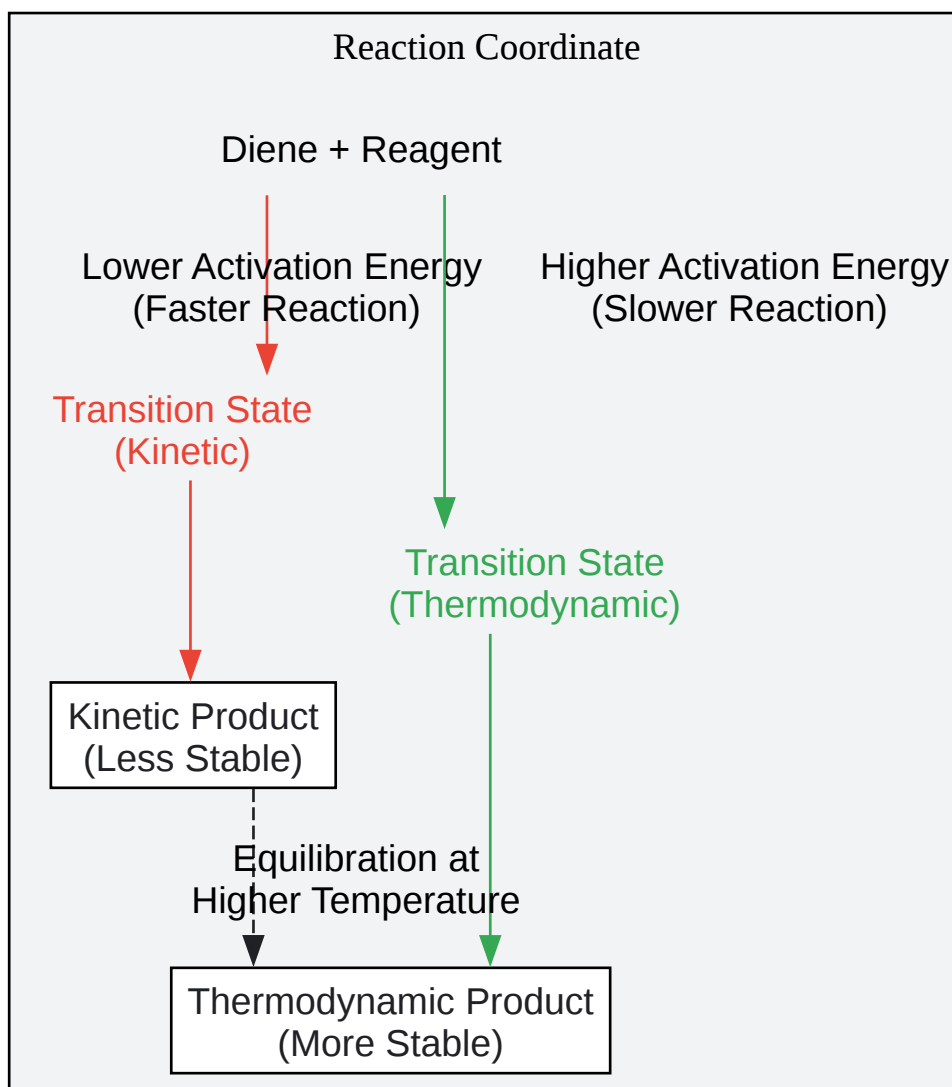 Reaction Coordinate
Diene + Reagent
Lower Activation Energy
(Faster Reaction)
Higher Activation Energy
(Slower Reaction)
Transition State
(Kinetic)
Transition State
(Thermodynamic)
Kinetic Product
(Less Stable)
Equilibration at
Higher Temperature
Thermodynamic Product
(More Stable)